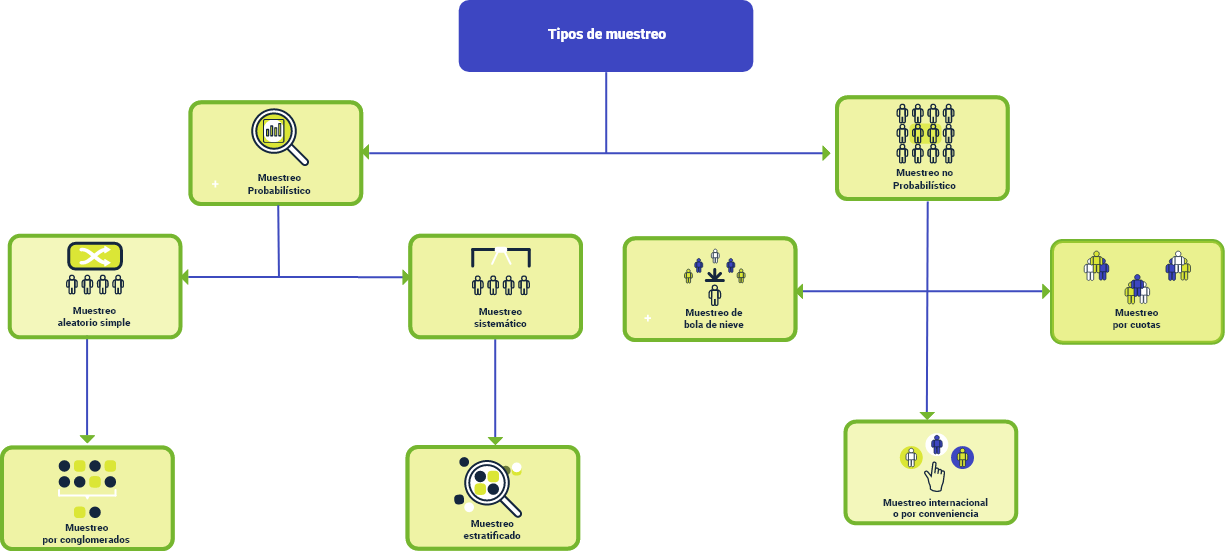 Tipos de muestreo
Muestreo
Probabilístico
Muestreo no
Probabilístico
Muestreo
aleatorio simple
Muestreo
sistemático
Muestreo de
bola de nieve
Muestreo
por cuotas
Muestreo
por conglomerados
Muestreo
estratificado
Muestreo internacional
o por conveniencia